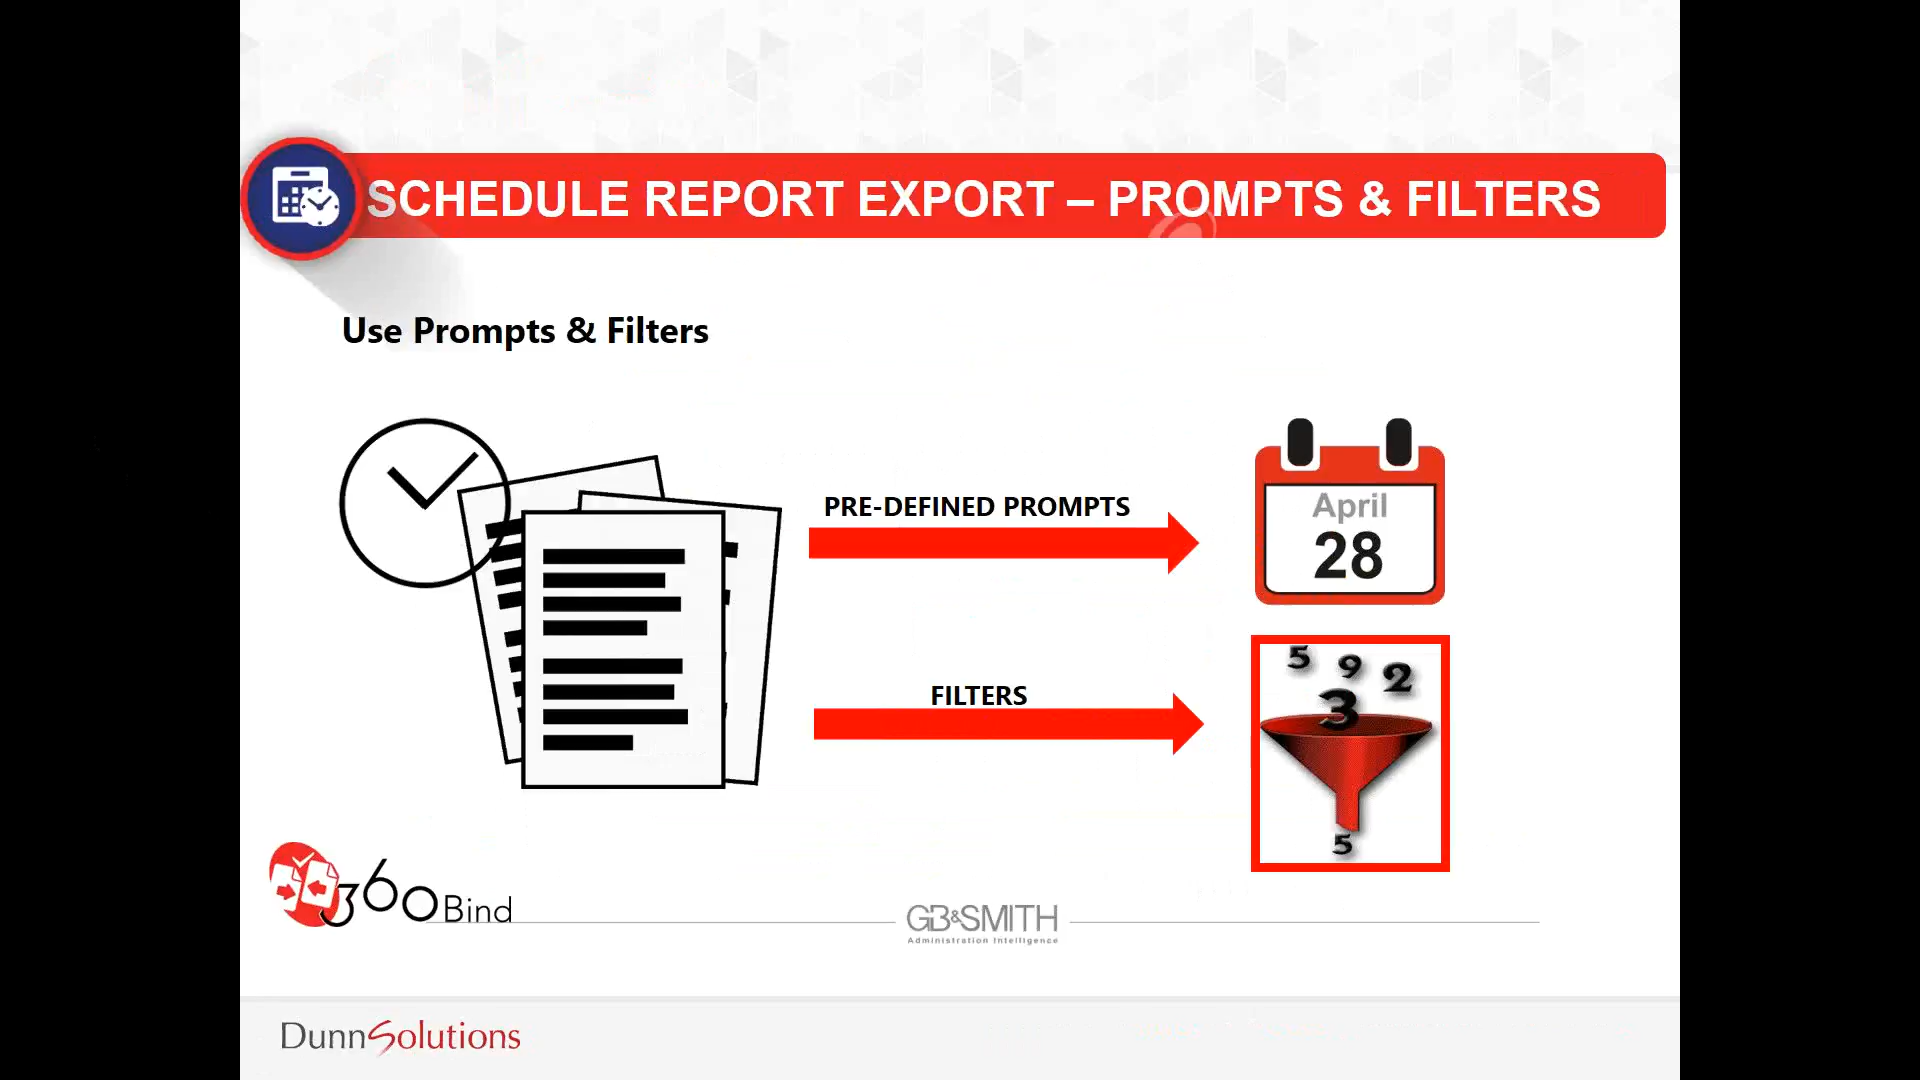 SCHEDULE REPORT EXPORT – PROMPTS & FILTERS
Use Prompts & Filters
PRE-DEFINED PROMPTS
April
28
FILTERS
5 9 2
3
5
360Bind
GB&SMITH
Administration Intelligence
DunnSolutions